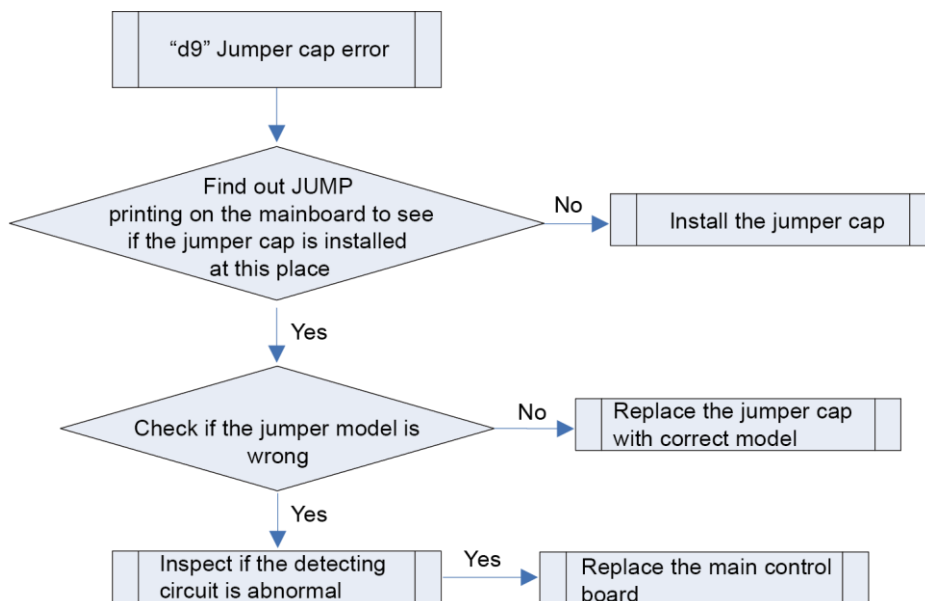 “d9” Jumper cap error
Find out JUMP
printing on the mainboard to see
if the jumper cap is installed
at this place
No
Install the jumper cap
Yes
Check if the jumper model is
wrong
No
Replace the jumper cap
with correct model
Yes
Inspect if the detecting
circuit is abnormal
Yes
Replace the main control
board